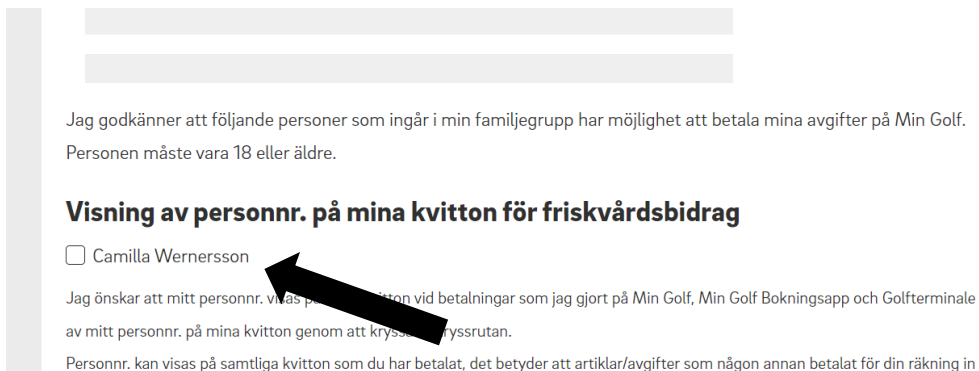 Jag godkänner att följande personer som ingår i min familjegrupp har möjlighet att betala mina avgifter på Min Golf.
Personen måste vara 18 eller äldre.
Visning av personnr. på mina kvitton för friskvårdsbidrag
Camilla Wernersson
Jag önskar att mitt personnr. visas vid betalningar som jag gjort på Min Golf, Min Golf Bokningsapp och Golfterminale
av mitt personnr. på mina kvitton genom att
Personnr. kan visas på samtliga kvitton som du har betalat, det betyder att artiklar/avgifter som någon annan betalat för din räkning in